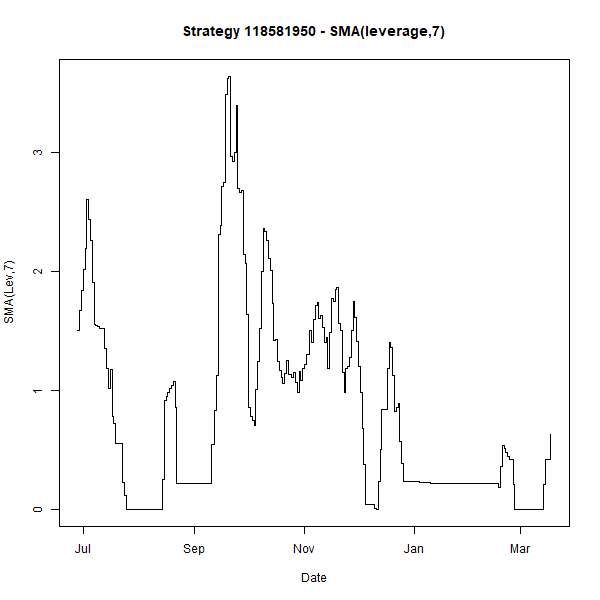 Strategy 118581950 - SMA(leverage,7)
SMA(Lev,7)
3
2
1
0
Jul Sep Nov Jan Mar
Date